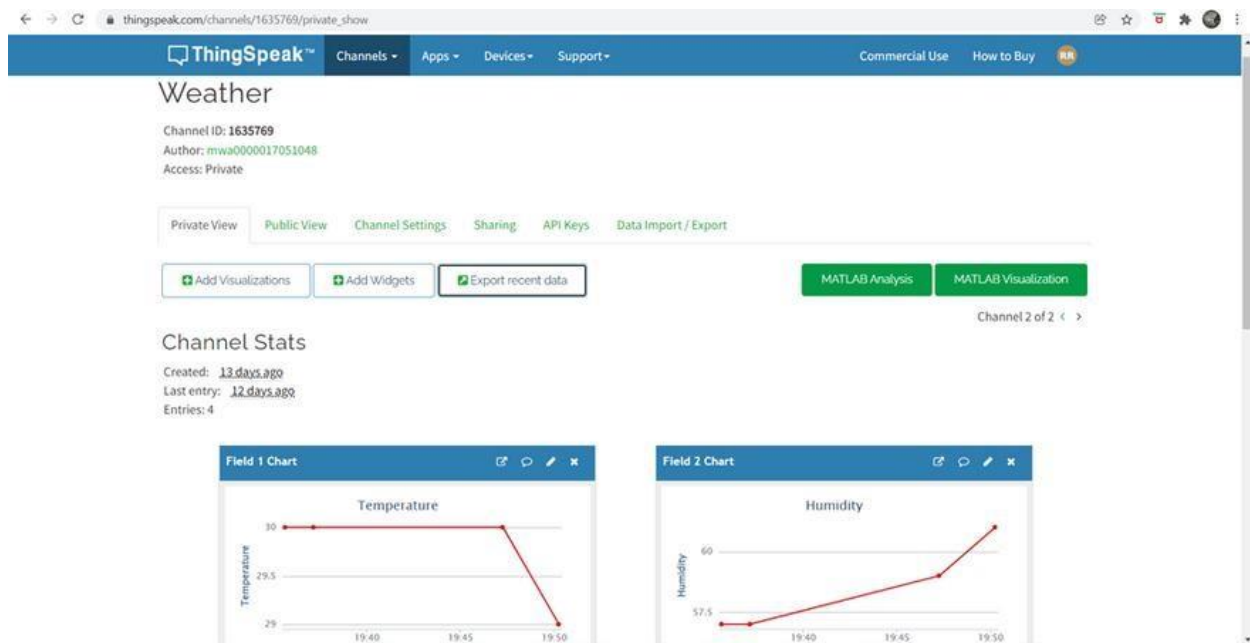 thingspeak.com/channels/1635769/private_show
ThingSpeak™ Channels Apps Devices Support Commercial Use How to Buy RR
Weather
Channel ID: 1635769
Author: mwa0000017051048
Access: Private
Private View Public View Channel Settings Sharing API Keys Data Import / Export
Add Visualizations Add Widgets Export recent data MATLAB Analysis MATLAB Visualization
Channel 2 of 2 < >
Channel Stats
Created: 13 days ago
Last entry: 12 days ago
Entries: 4
Field 1 Chart
Temperature
Temperature
30
29.5
29
19:40 19:45 19:50
Field 2 Chart
Humidity
Humidity
60
57.5
19:40 19:45 19:50